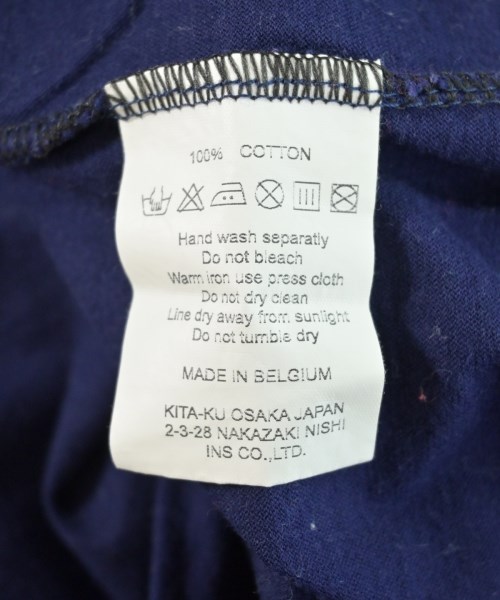 100% COTTON
Hand wash separatly
Do not bleach
Warm iron use press cloth
Do not dry clean
Line dry away from sunlight
Do not tumble dry
MADE IN BELGIUM
KITA-KU OSAKA JAPAN
2-3-28 NAKAZAKI NISHI
INS CO.,LTD.